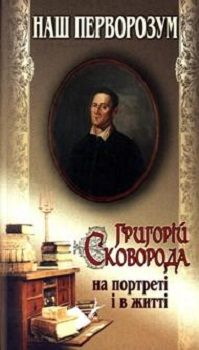 НАШ ПЕРВОРОЗУМ
ГРИГОРІЙ
СКОВОРОДА
на портреті
і в житті